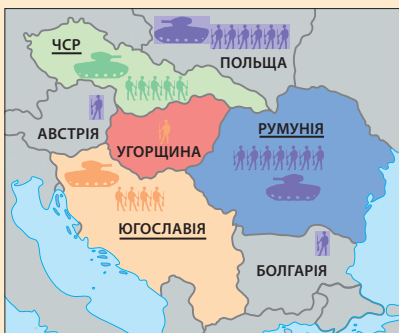 ЧСР
ПОЛЬЩА
АВСТРІЯ
УГОРЩИНА
РУМУНІЯ
ЮГОСЛАВІЯ
БОЛГАРІЯ